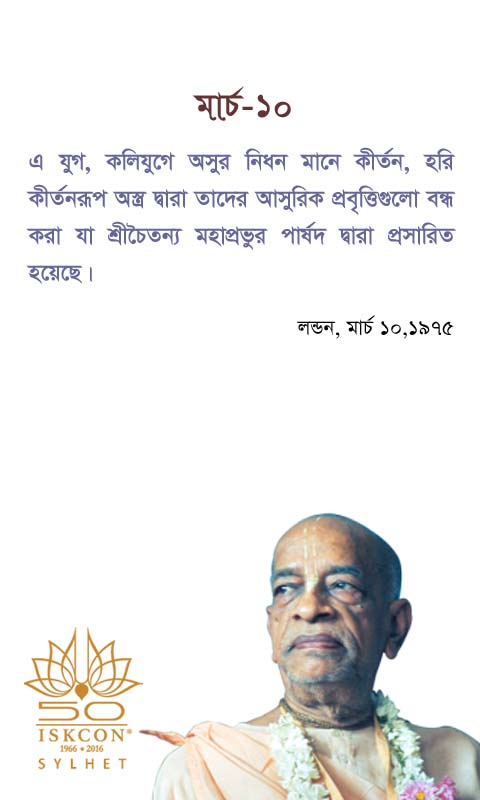 মার্চ-১০
এ যুগ, কলিযুগে অসুর নিধন মানে কীর্তন, হরি
কীর্তনরূপ অস্ত্র দ্বারা তাদের আসুরিক প্রবৃত্তিগুলো বন্ধ
করা যা শ্রীচৈতন্য মহাপ্রভুর পার্ষদ দ্বারা প্রসারিত
হয়েছে।
লন্ডন, মার্চ ১০,১৯৭৫
50
ISKCON®
1966 • 2016
SYLHET